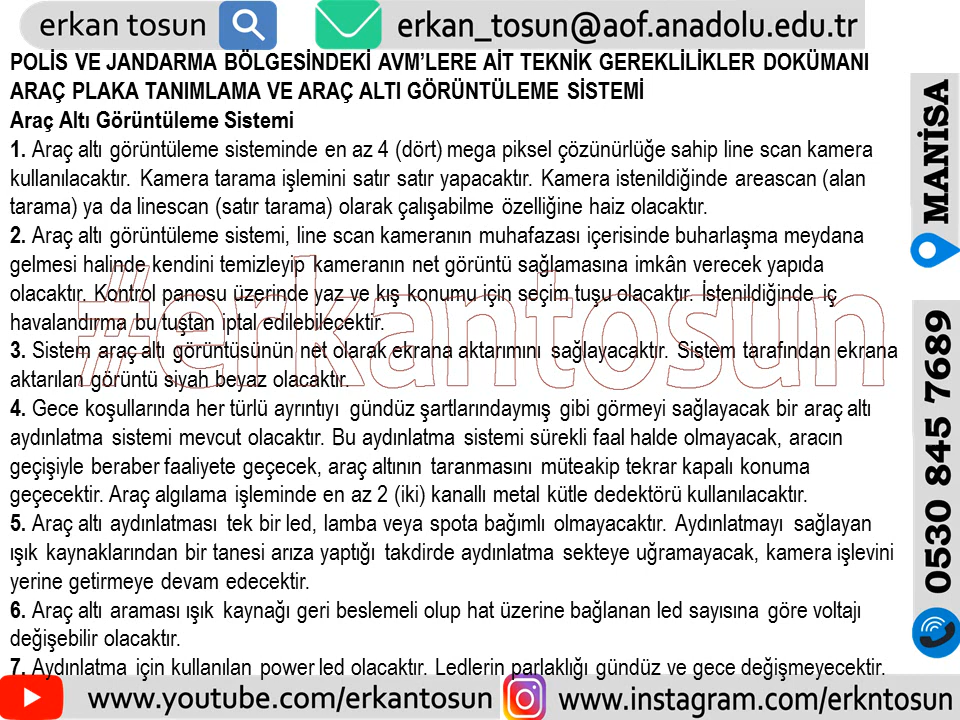 erkan tosun
erkan_tosun@aof.anadolu.edu.tr
POLİS VE JANDARMA BÖLGESİNDEKİ AVM’LERE AİT TEKNİK GEREKLİLİKLER DOKÜMANI
ARAÇ PLAKA TANIMLAMA VE ARAÇ ALTI GÖRÜNTÜLEME SİSTEMİ
Araç Altı Görüntüleme Sistemi
1. Araç altı görüntüleme sisteminde en az 4 (dört) mega piksel çözünürlüğe sahip line scan kamera
kullanılacaktır. Kamera tarama işlemini satır satır yapacaktır. Kamera istenildiğinde areascan (alan
tarama) ya da linescan (satır tarama) olarak çalışabilme özelliğine haiz olacaktır.
2. Araç altı görüntüleme sistemi, line scan kameranın muhafazası içerisinde buharlaşma meydana
gelmesi halinde kendini temizleyip kameranın net görüntü sağlamasına imkân verecek yapıda
olacaktır. Kontrol panosu üzerinde yaz ve kış konumu için seçim tuşu olacaktır. İstenildiğinde iç
havalandırma bu tuştan iptal edilebilecektir.
3. Sistem araç altı görüntüsünün net olarak ekrana aktarımını sağlayacaktır. Sistem tarafından ekrana
aktarılan görüntü siyah beyaz olacaktır.
4. Gece koşullarında her türlü ayrıntıyı gündüz şartlarındaymış gibi görmeyi sağlayacak bir araç altı
aydınlatma sistemi mevcut olacaktır. Bu aydınlatma sistemi sürekli faal halde olmayacak, aracın
geçişiyle beraber faaliyete geçecek, araç altının taranmasını müteakip tekrar kapalı konuma
geçecektir. Araç algılama işleminde en az 2 (iki) kanallı metal kütle dedektörü kullanılacaktır.
5. Araç altı aydınlatması tek bir led, lamba veya spota bağımlı olmayacaktır. Aydınlatmayı sağlayan
ışık kaynaklarından bir tanesi arıza yaptığı takdirde aydınlatma sekteye uğramayacak, kamera işlevini
yerine getirmeye devam edecektir.
6. Araç altı araması ışık kaynağı geri beslemeli olup hat üzerine bağlanan led sayısına göre voltajı
değişebilir olacaktır.
7. Aydınlatma için kullanılan power led olacaktır. Ledlerin parlaklığı gündüz ve gece değişmeyecektir.
#erkantosun
MANİSA
0530 845 7689
www.youtube.com/erkantosun
www.instagram.com/erkntosun